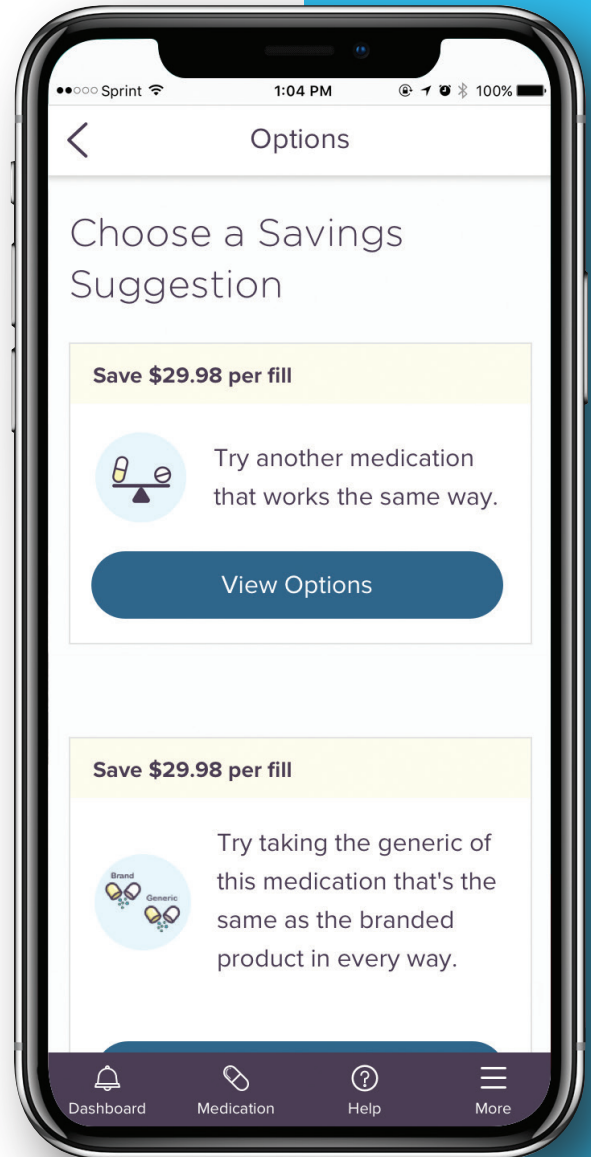 Sprint 1:04 PM 100%
Options
Choose a Savings
Suggestion
Save $29.98 per fill
Try another medication
that works the same way.
View Options
Save $29.98 per fill
Brand
Generic
Try taking the generic of
this medication that's the
same as the branded
product in every way.
Dashboard Medication Help More